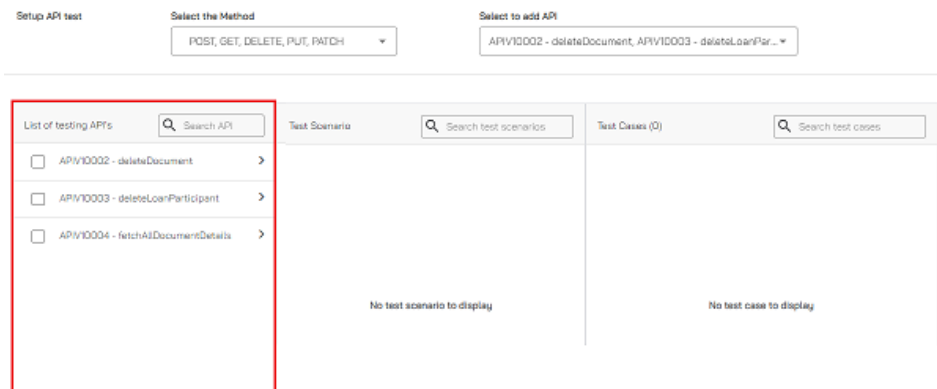 Setup API test
Select the Method
Select to add API
POST, GET, DELETE, PUT, PATCH
APIV10002 - deleteDocument, APIV10003 - deleteLoanPar...
List of testing API's
Search API
Test Scenario
Search test scenarios
Test Cases (0)
Search test cases
APIV10002 - deleteDocument
APIV10003 - deleteLoanParticipant
APIV10004 - fetchAllDocumentDetails
No test scenario to display
No test case to display